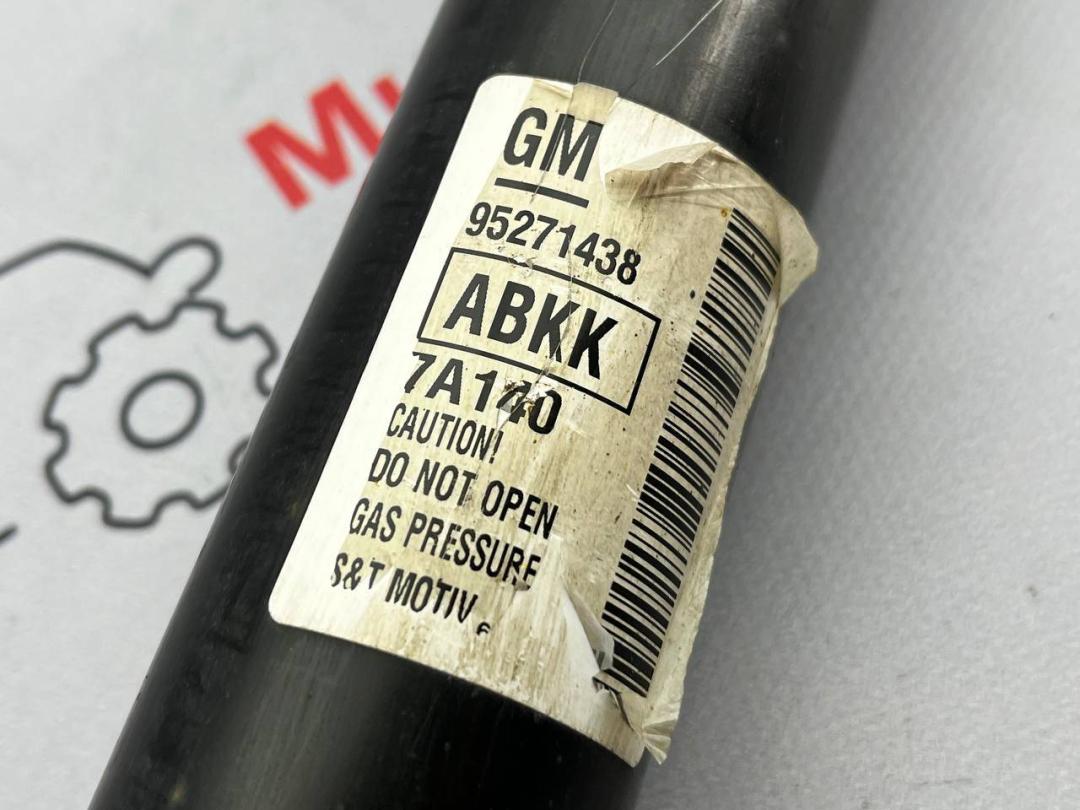 GM
95271438
ABKK
7A140
CAUTION!
DO NOT OPEN
GAS PRESSURE
S&T MOTIV